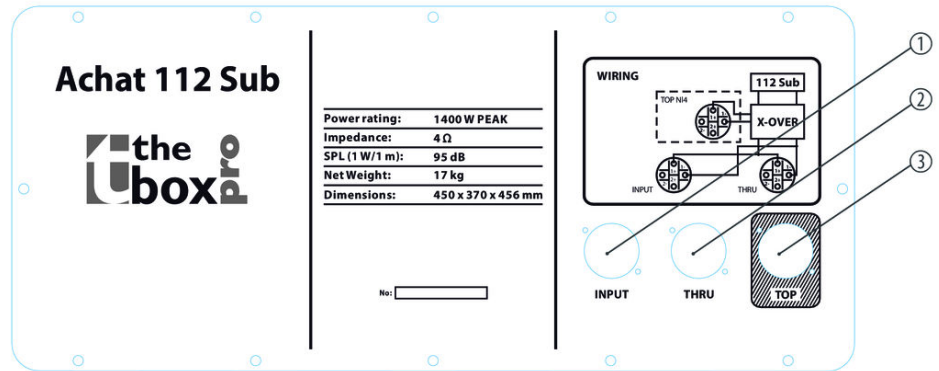 Achat 112 Sub
the
t box pro
Power rating: 1400 W PEAK
Impedance: 4 Ω
SPL (1 W/1 m): 95 dB
Net Weight: 17 kg
Dimensions: 450 x 370 x 456 mm
No:
WIRING
112 Sub
TOP NI4
X-OVER
INPUT
THRU
INPUT
THRU
TOP
①
②
③